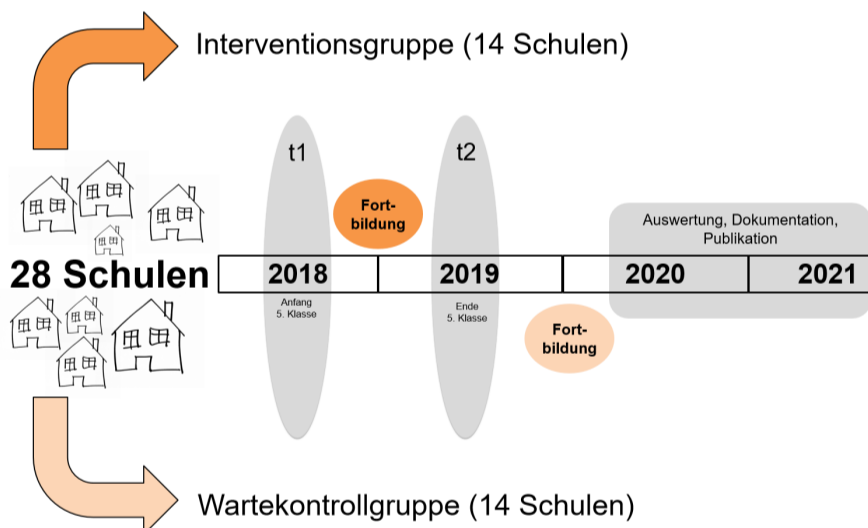 Interventionsgruppe (14 Schulen)
t1
t2
Fort-
bildung
Auswertung, Dokumentation,
Publikation
28 Schulen
2018
2019
2020
2021
Anfang
5. Klasse
Ende
5. Klasse
Fort-
bildung
Wartekontrollgruppe (14 Schulen)